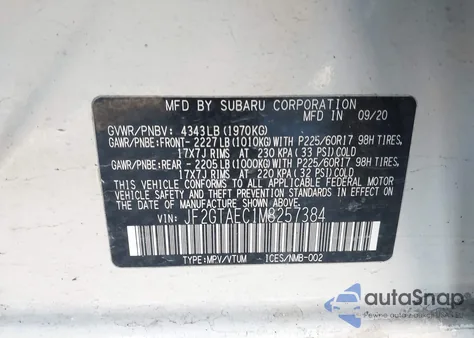 MFD BY SUBARU CORPORATION
MFD IN 09/20
GVWR/PNBV: 4343LB(1970KG)
GAWR/PNBE:FRONT- 2227LB(1010KG) WITH P225/60R17 98H TIRES,
17X7J RIMS AT 230 KPA (33 PSI) COLD
GAWR/PNBE:REAR - 2205LB(1000KG) WITH P225/60R17 98H TIRES,
17X7J RIMS AT 220 KPA (32 PSI) COLD
THIS VEHICLE CONFORMS TO ALL APPLICABLE FEDERAL MOTOR
VEHICLE SAFETY AND THEFT PREVENTION STANDARDS IN
EFFECT ON THE DATE OF MANUFACTURE SHOWN ABOVE.
JF2GTAEC1M8257384
TYPE:MPV/VTUM ICES/NMB-002
autoSnap